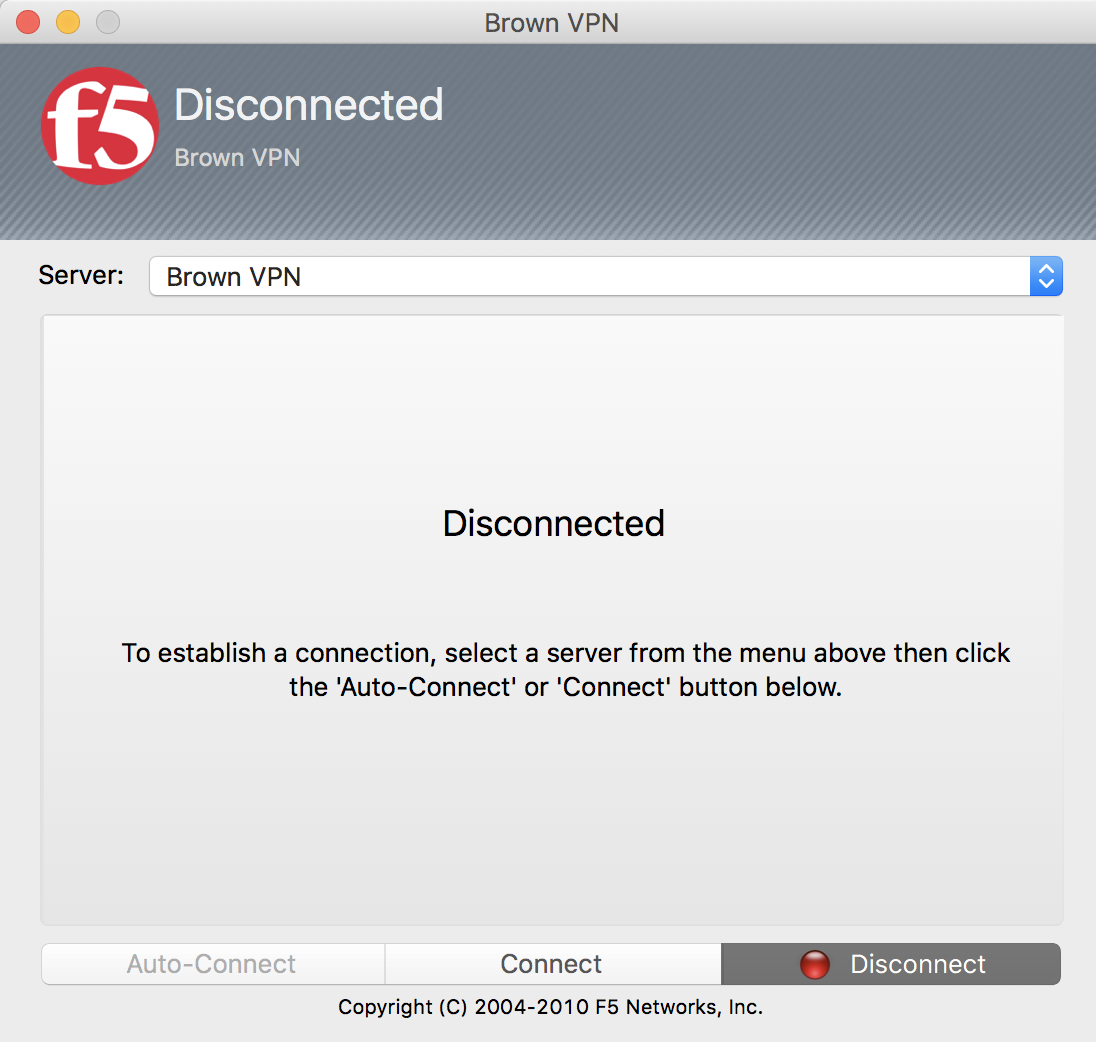 Brown VPN
f5
Disconnected
Brown VPN
Server:
Brown VPN
Disconnected
To establish a connection, select a server from the menu above then click
the 'Auto-Connect' or 'Connect' button below.
Auto-Connect
Connect
Disconnect
Copyright (C) 2004-2010 F5 Networks, Inc.